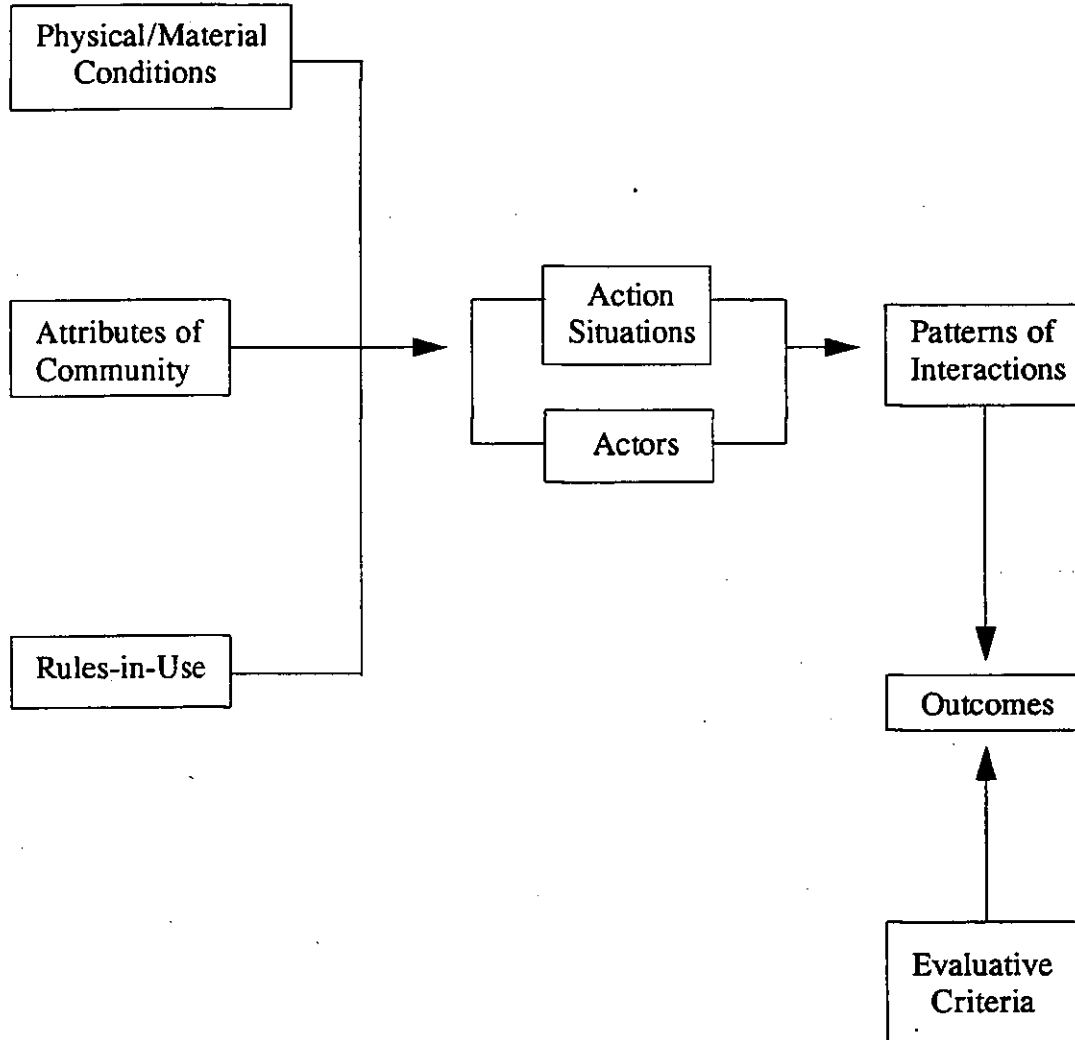 Physical/Material
Conditions
Attributes of
Community
Rules-in-Use
Action
Situations
Actors
Patterns of
Interactions
Outcomes
Evaluative
Criteria